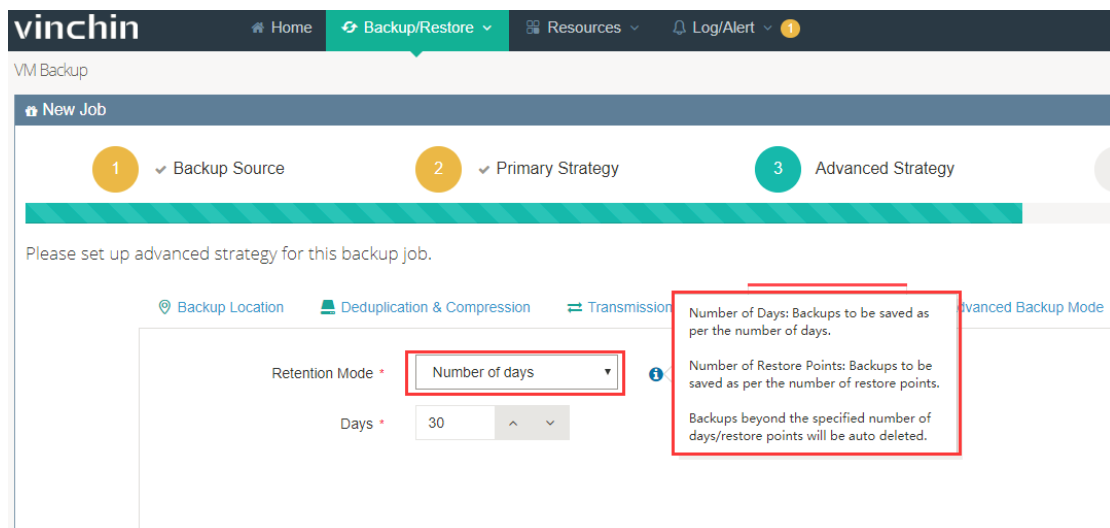 vinchin Home Backup/Restore Resources Log/Alert 1
VM Backup
New Job
1 Backup Source 2 Primary Strategy 3 Advanced Strategy
Please set up advanced strategy for this backup job.
Backup Location Deduplication & Compression Transmission Backup Mode
Number of Days: Backups to be saved as
per the number of days.
Number of Restore Points: Backups to be
saved as per the number of restore points.
Backups beyond the specified number of
days/restore points will be auto deleted.
Retention Mode * Number of days
Days * 30